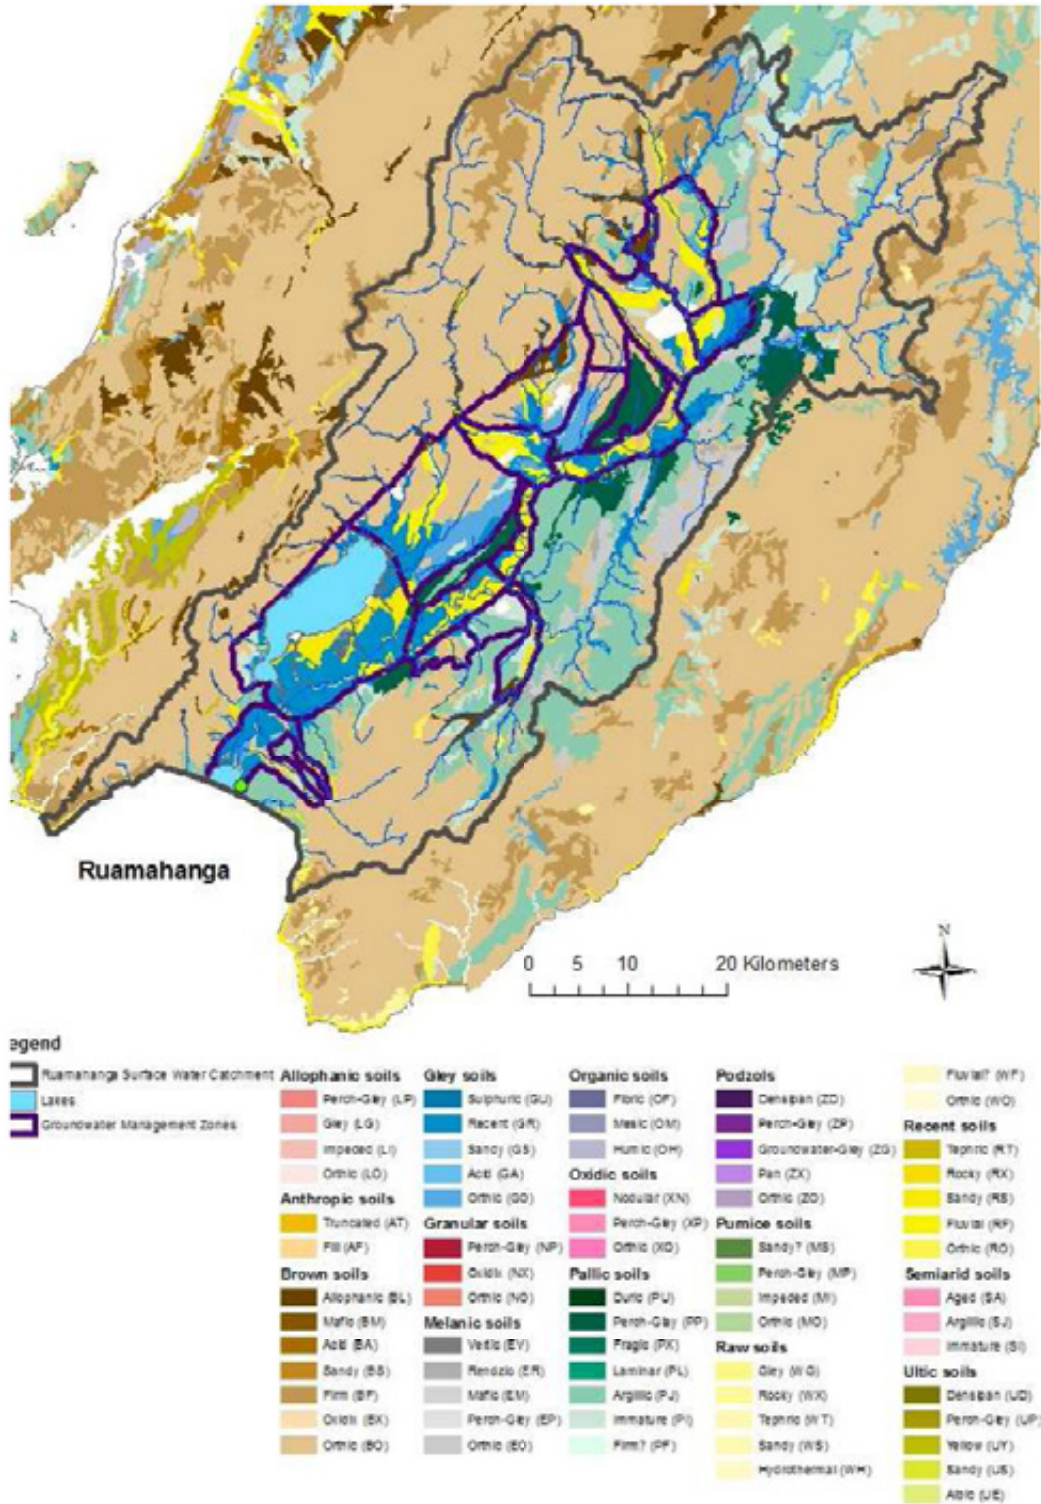 Ruamahanga
N
0 5 10 20 Kilometers
egend
Ruamahanga Surface Water Catchment
Lakes
Groundwater Management Zones
Allophanic soils
Perch-Gley (LP)
Gley (LG)
Impeded (LI)
Orthic (LO)
Anthropic soils
Truncated (AT)
Fill (AF)
Brown soils
Allophanic (BL)
Mafic (BM)
Acid (BA)
Sandy (BS)
Firm (BF)
Oxidic (BX)
Orthic (BO)
Gley soils
Sulphuric (GU)
Recent (GR)
Sandy (GS)
Acid (GA)
Orthic (GO)
Granular soils
Perch-Gley (NP)
Oxidic (NX)
Orthic (NO)
Melanic soils
Vertic (EV)
Rendzic (ER)
Mafic (EM)
Perch-Gley (EP)
Orthic (EO)
Organic soils
Fibric (OF)
Mesic (OM)
Humic (OH)
Oxidic soils
Nodular (XN)
Perch-Gley (XP)
Orthic (XO)
Pallic soils
Duric (PU)
Perch-Gley (PP)
Fragic (PX)
Laminar (PL)
Argillic (PJ)
Immature (PI)
Firm? (PF)
Podzols
Densipan (ZD)
Perch-Gley (ZP)
Groundwater-Gley (ZG)
Pan (ZX)
Orthic (ZO)
Pumice soils
Sandy? (MS)
Perch-Gley (MP)
Impeded (MI)
Orthic (MO)
Raw soils
Gley (WG)
Rocky (WX)
Tephric (WT)
Sandy (WS)
Hydrothermal (WH)
Fluvial? (WF)
Orthic (WO)
Recent soils
Tephric (RT)
Rocky (RX)
Sandy (RS)
Fluvial (RF)
Orthic (RO)
Semiarid soils
Aged (SA)
Argillic (SJ)
Immature (SI)
Ultic soils
Densipan (UD)
Perch-Gley (UP)
Yellow (UY)
Sandy (US)
Albic (UE)